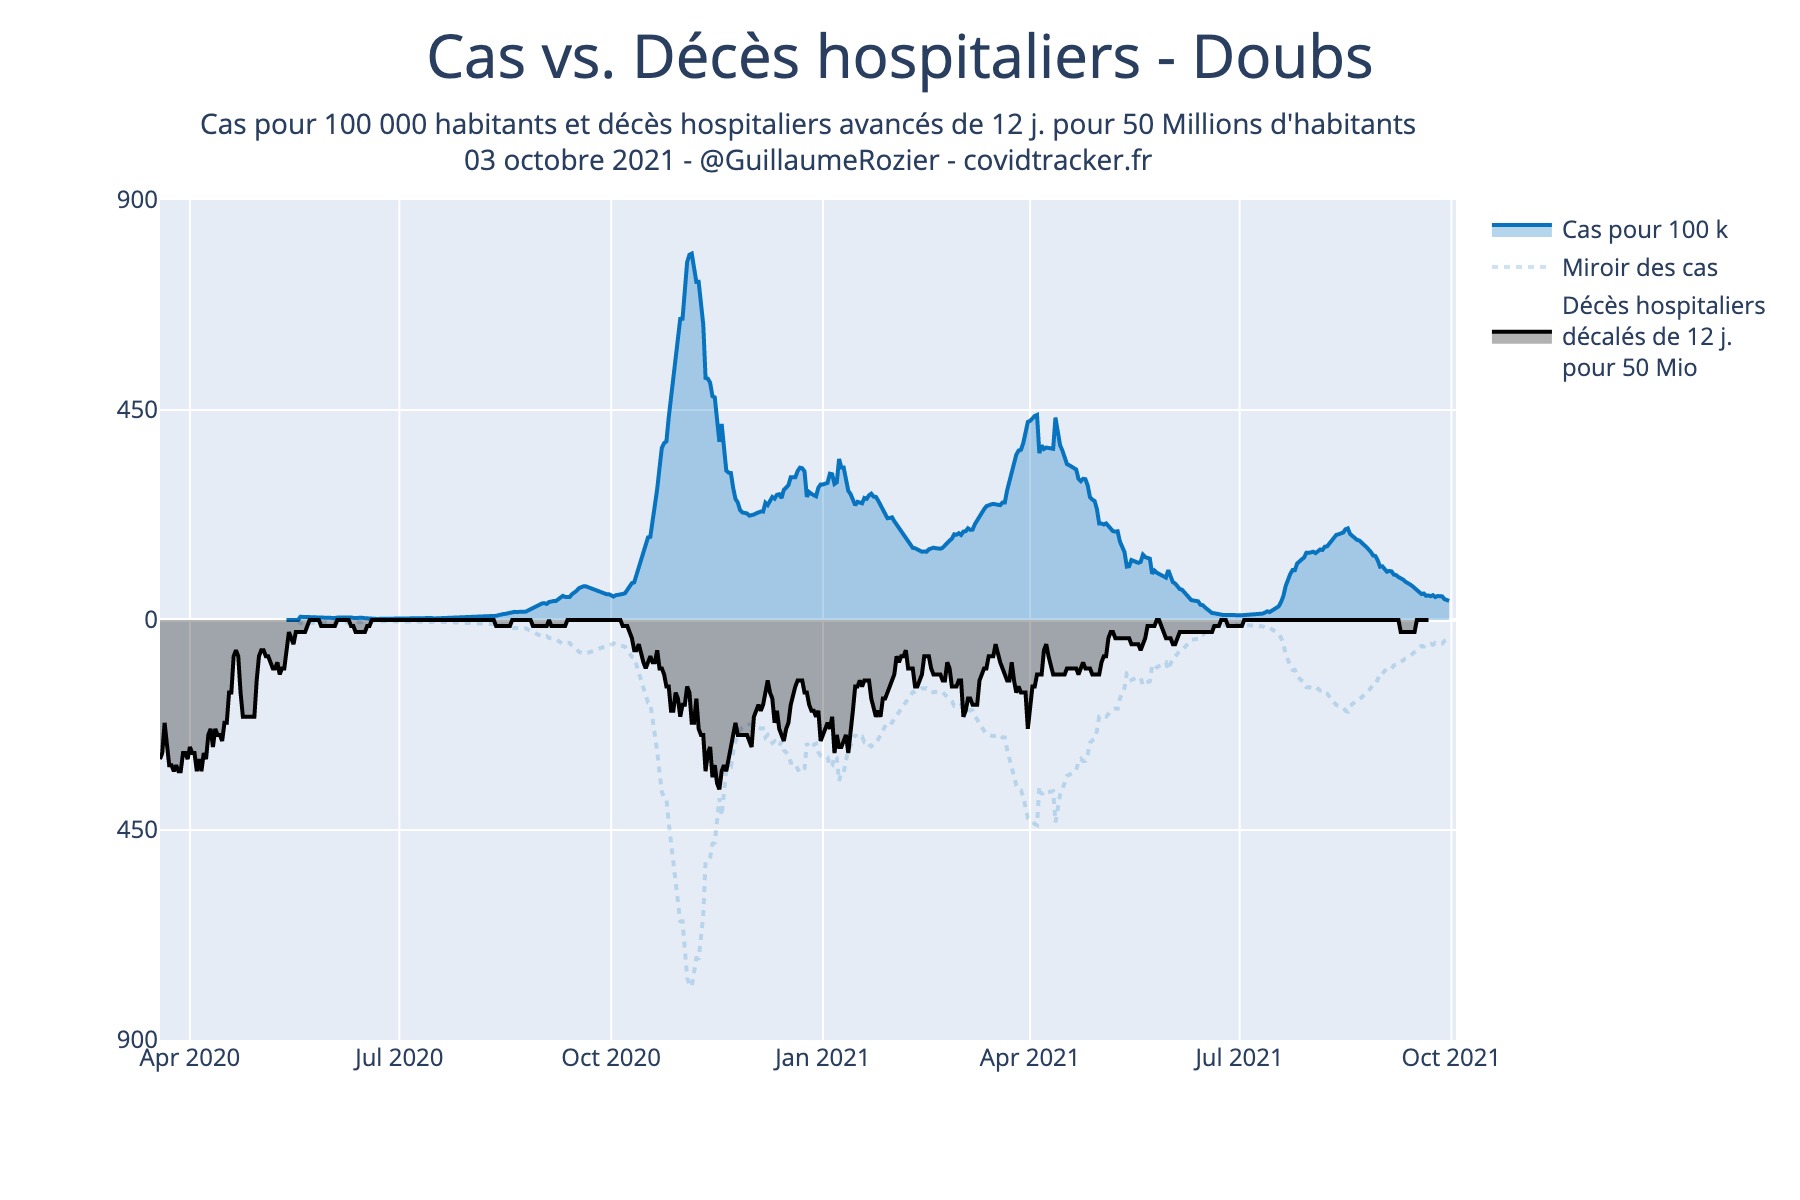 Cas vs. Décès hospitaliers - Doubs
Cas pour 100 000 habitants et décès hospitaliers avancés de 12 j. pour 50 Millions d'habitants
03 octobre 2021 - @GuillaumeRozier - covidtracker.fr
900
450
0
450
900
Apr 2020
Jul 2020
Oct 2020
Jan 2021
Apr 2021
Jul 2021
Oct 2021
Cas pour 100 k
Miroir des cas
Décès hospitaliers
décalés de 12 j.
pour 50 Mio